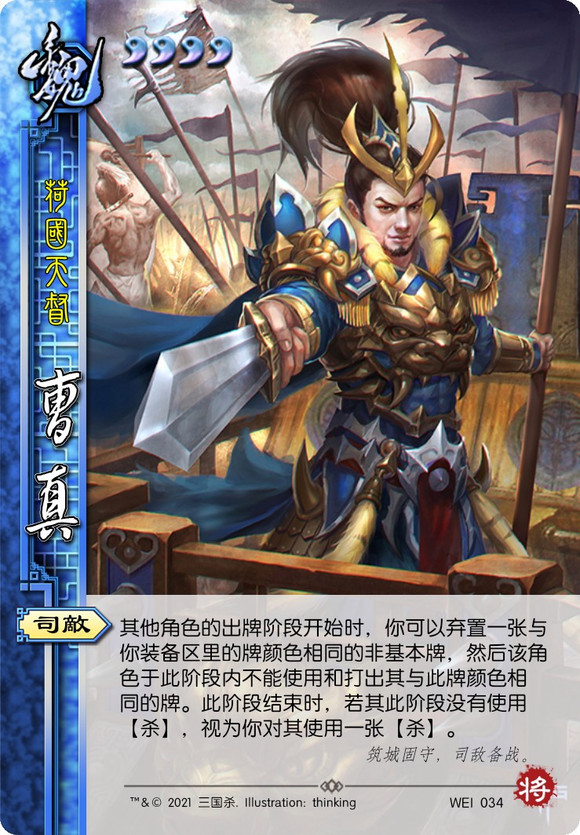 魏
荷國天督
曹真
司敵
其他角色的出牌阶段开始时，你可以弃置一张与
你装备区里的牌颜色相同的非基本牌，然后该角
色于此阶段内不能使用和打出其与此牌颜色相
同的牌。此阶段结束时，若其此阶段没有使用
【杀】，视为你对其使用一张【杀】。
筑城固守，司敌备战。
™&© 2021 三国杀. Illustration: thinking
WEI 034
将